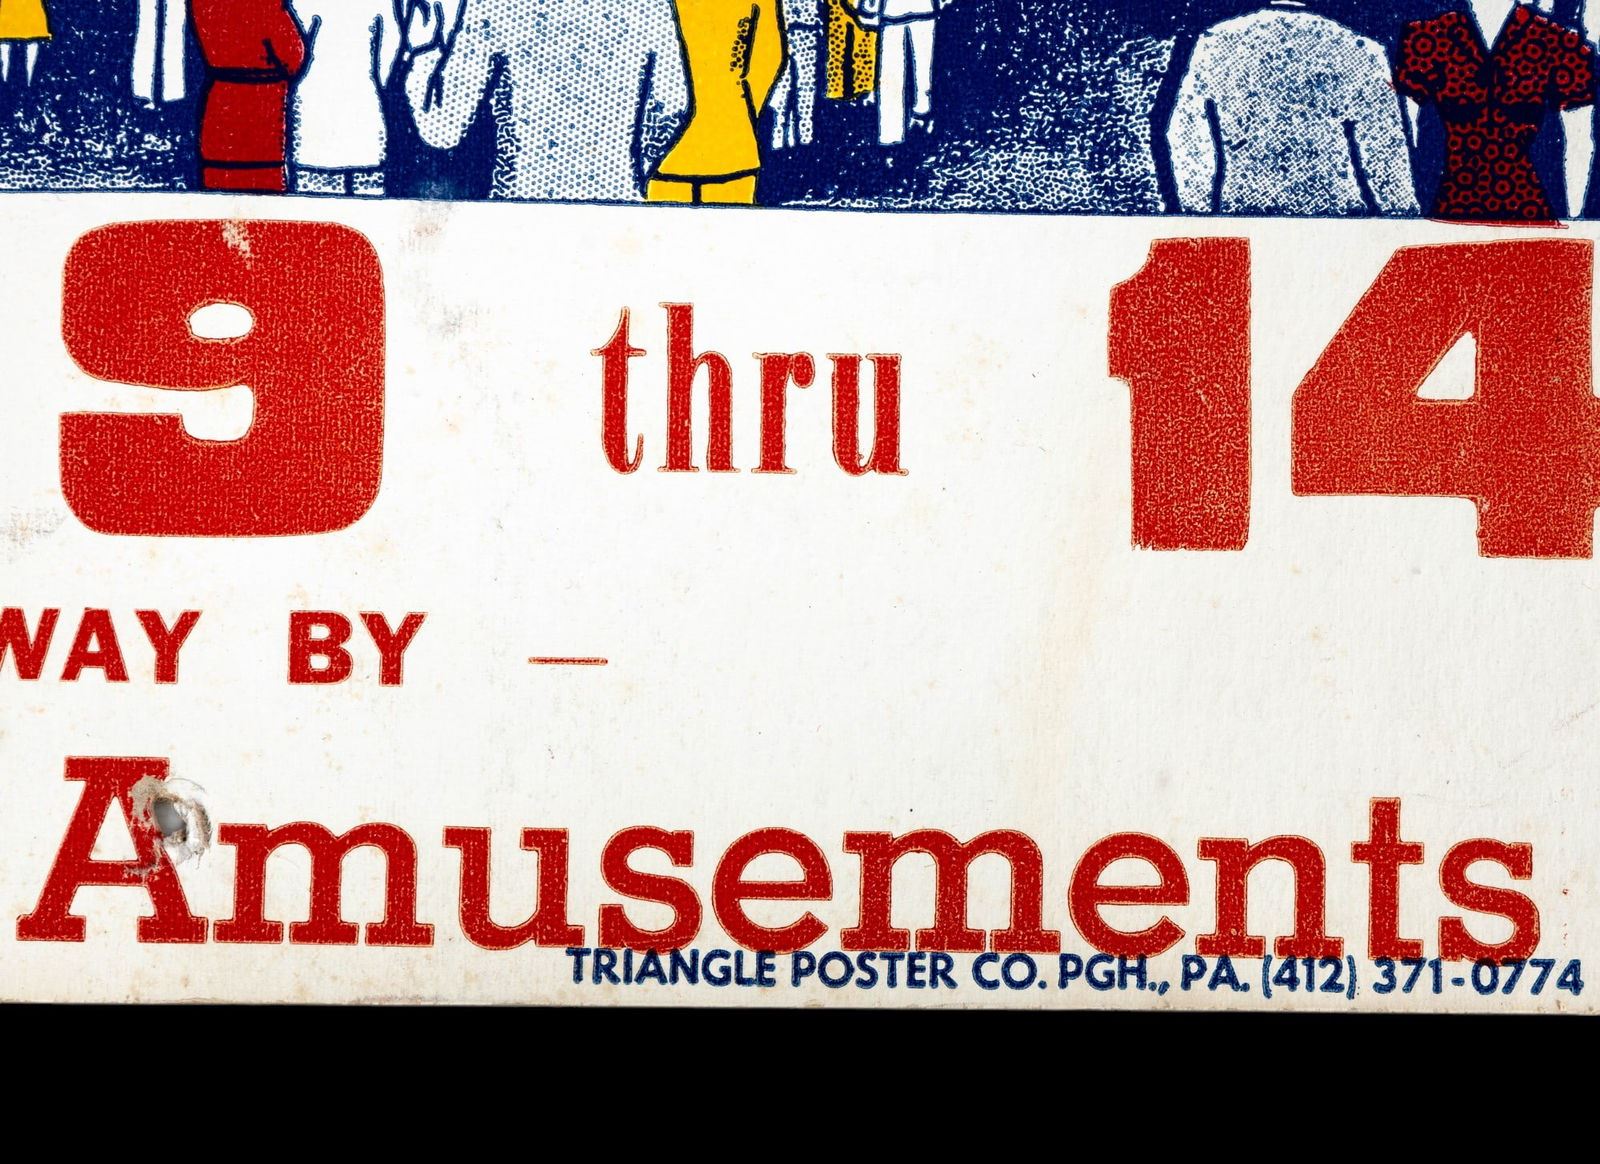 9 thru 14
WAY BY —
Amusements
TRIANGLE POSTER CO. PGH., PA. (412) 371-0774